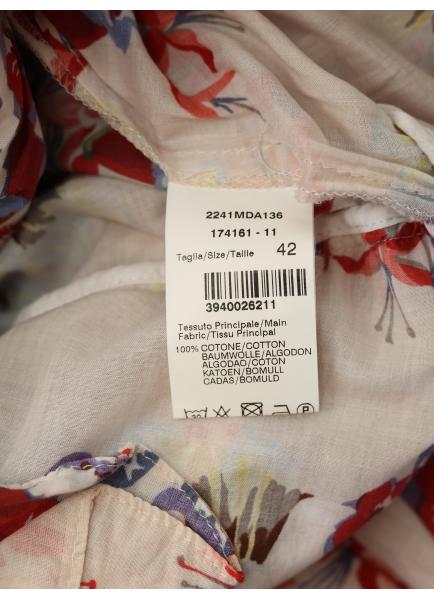 2241MDA136
174161 - 11
Taglia/Size/Taille 42
3940026211
Tessuto Principale/Main
Fabric/Tissu Principal
100% COTONE/COTTON
BAUMWOLLE/ALGODON
ALGODAO/COTON
KATOEN/BOMULL
CADAS/BOMULD
30 P